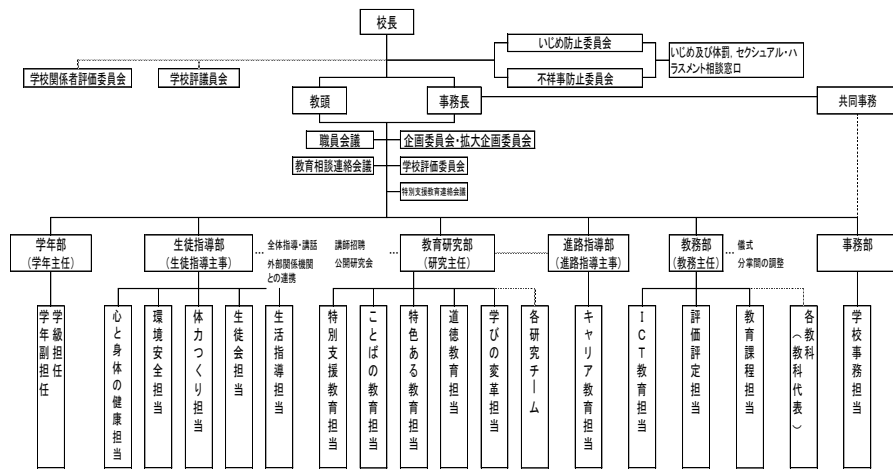 校長
いじめ防止委員会
いじめ及び体罰、セクシュアル・ハ
ラスメント相談窓口
学校関係者評価委員会
学校評議員会
不祥事防止委員会
教頭
事務長
共同事務
職員会議
企画委員会・拡大企画委員会
教育相談連絡会議
学校評価委員会
特別支援教育連絡会議
学年部
(学年主任)
生徒指導部
(生徒指導主事)
全体指導・講話
外部関係機関
との連携
講師招聘
公開研究会
教育研究部
(研究主任)
進路指導部
(進路指導主事)
教務部
(教務主任)
儀式
分掌間の調整
事務部
学級担任
学年副担任
心と身体の健康担当
環境安全担当
体力つくり担当
生徒会担当
生活指導担当
特別支援教育担当
ことばの教育担当
特色ある教育担当
道徳教育担当
学びの変革担当
各研究チーム
キャリア教育担当
ICT教育担当
評価評定担当
教育課程担当
各教科
(教科代表)
学校事務担当